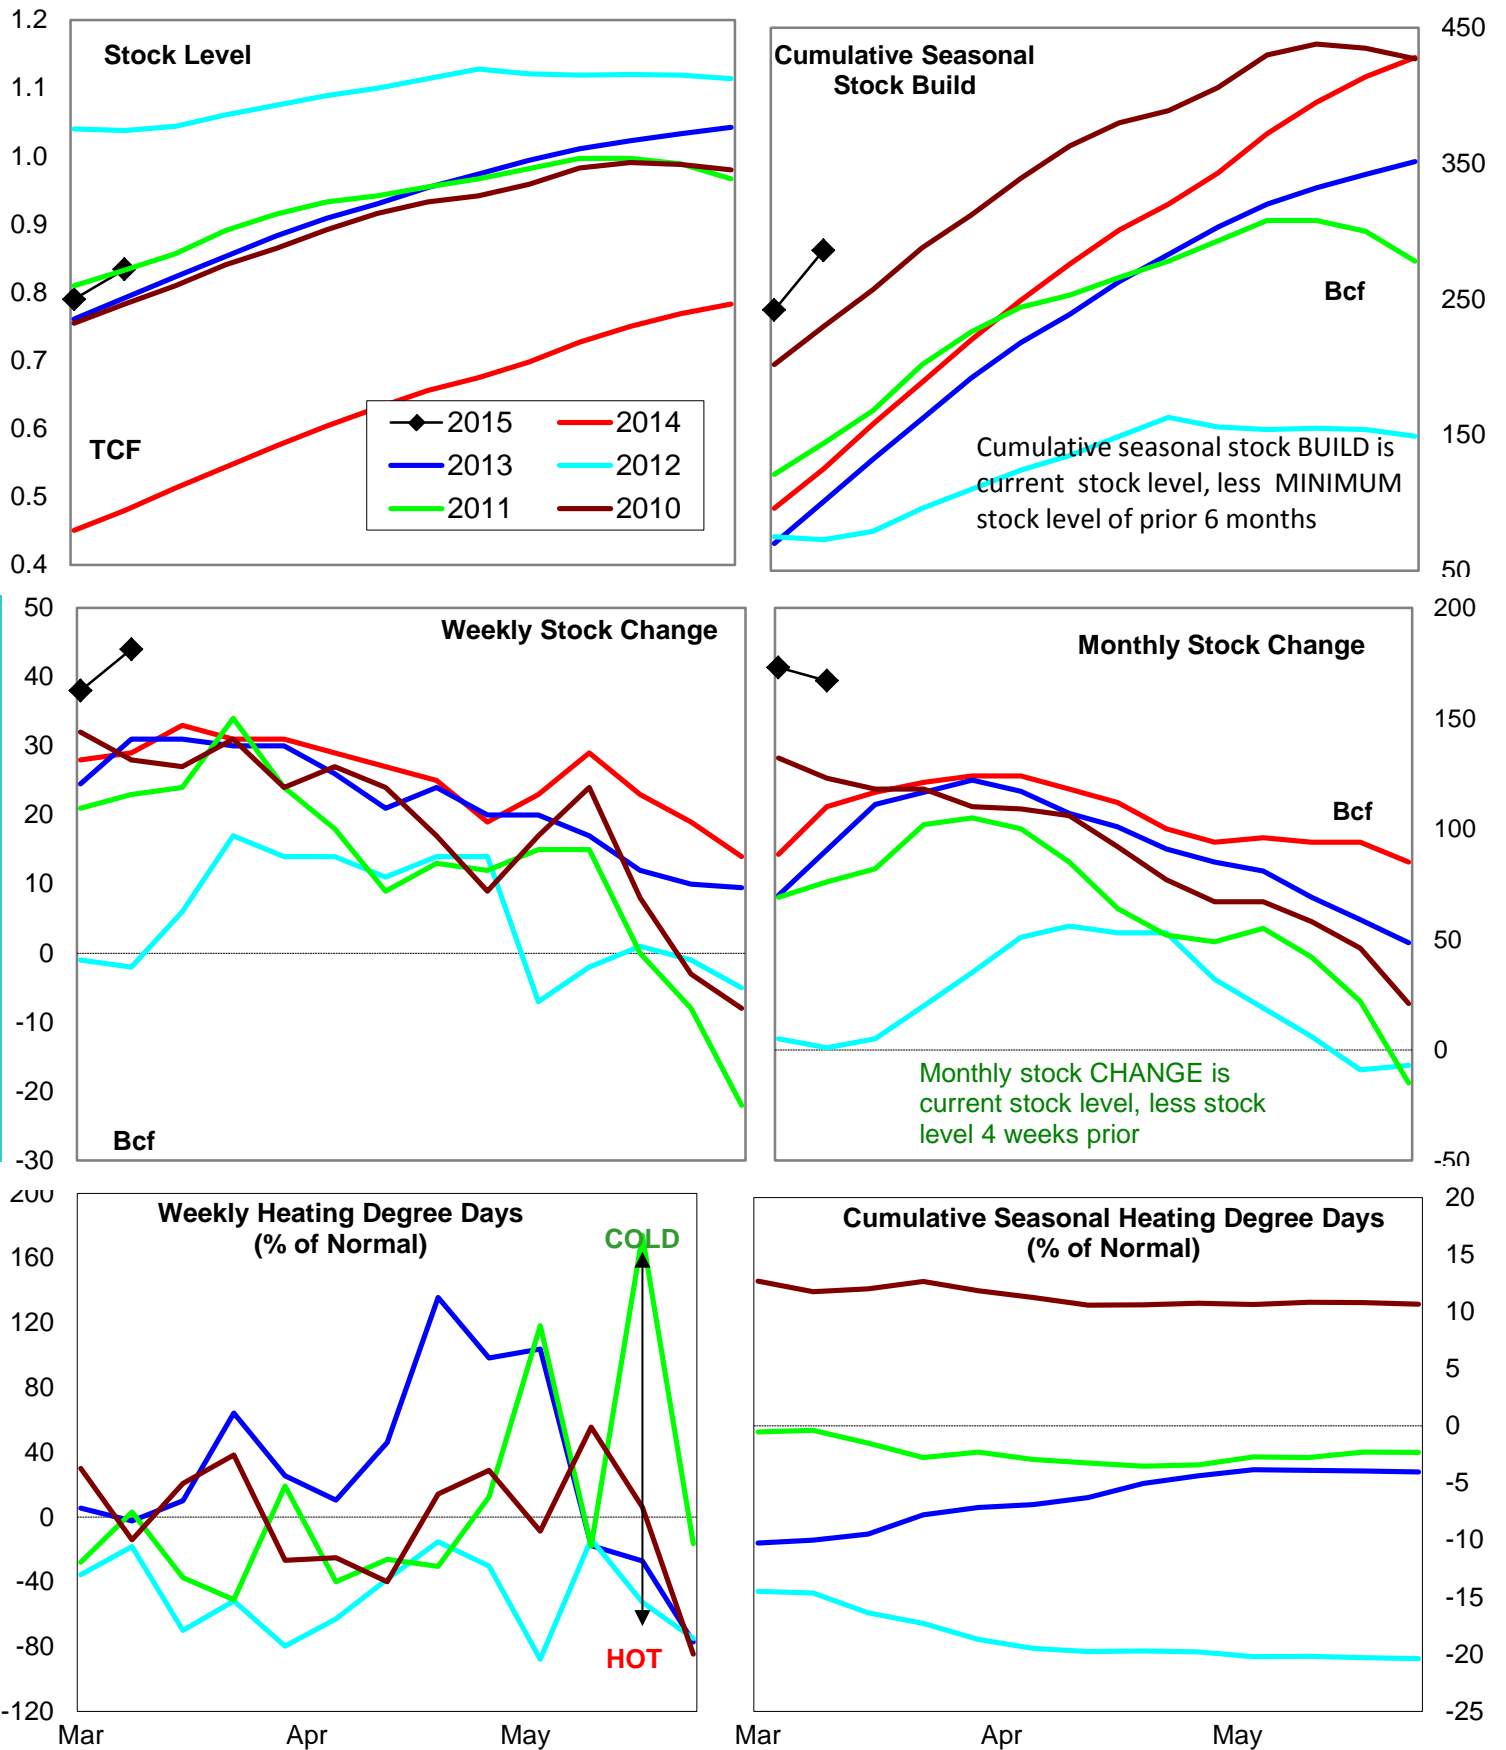 Stock Level
1.2
1.1
1.0
0.9
0.8
0.7
0.6
0.5
0.4
TCF
2015 2014
2013 2012
2011 2010
Cumulative Seasonal
Stock Build
450
350
250
150
50
Bcf
Cumulative seasonal stock BUILD is
current stock level, less MINIMUM
stock level of prior 6 months
Weekly Stock Change
50
40
30
20
10
0
-10
-20
-30
Bcf
Monthly Stock Change
200
150
100
50
0
-50
Bcf
Monthly stock CHANGE is
current stock level, less stock
level 4 weeks prior
Weekly Heating Degree Days
(% of Normal)
200
160
120
80
40
0
-40
-80
-120
COLD
HOT
Mar Apr May
Cumulative Seasonal Heating Degree Days
(% of Normal)
20
15
10
5
0
-5
-10
-15
-20
-25
Mar Apr May